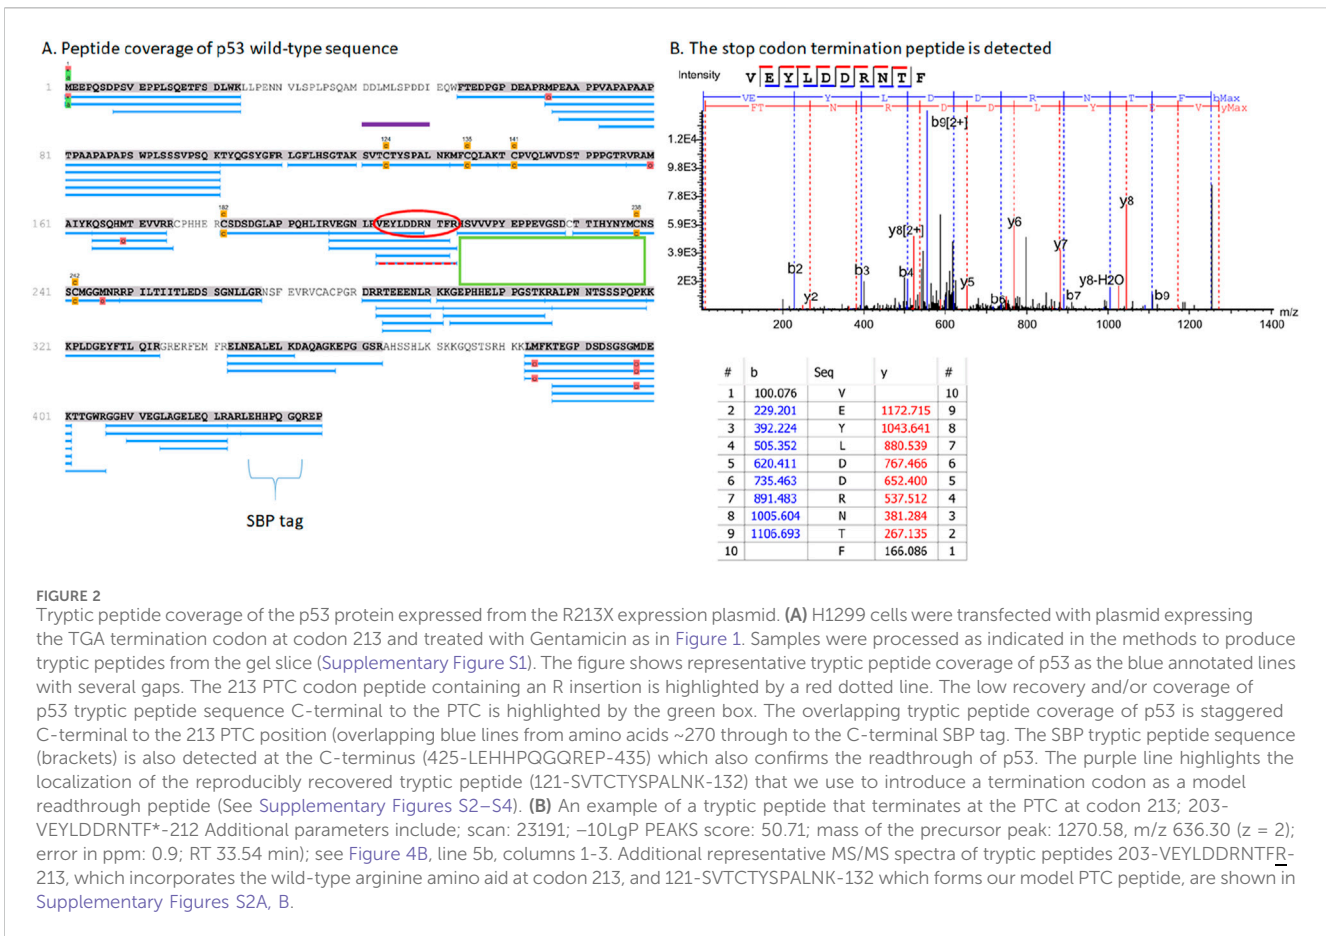 A. Peptide coverage of p53 wild-type sequence
1 MEEPQSDPSV EPPLSQETFS DLWKLLPENN VLSPLPSQAM DDLMLSPDDI EQWFTEDPGP DEAPRMPEAA PPVAPAPAAP
124 135 141
81 TPAAPAPAPS WPLSSSVPSQ KTYQGSYGFR LGFLHSGTAK SVTCTYSPAL NKMFCQLAKT CPVQLWVDST PPPGTRVRAM
182 238
161 AIYKQSQHMT EVVRRCPHHE RCSDSDGLAP PQHLIRVEGN LRVEYLDDRN TFRHSVVVPY EPPEVGSDCT TIHYNYMCNS
242
241 SCMGGMNRRP ILTIITLEDS SGNLLGRNSF EVRVCACPGR DRRTEEENLR KKGEPHHELP PGSTKRALPN NTSSSPQPKK
321 KPLDGEYFTL QIRGRERFEM FRELNEALEL KDAQAGKEPG GSRAHSSHLK SKKGQSTSRH KKLMFKTEGP DSDSGSGMDE
401 KTTGWRGGHV VEGLAGELEQ LRARLEHHPQ GQREP
SBP tag
B. The stop codon termination peptide is detected
Intensity V E Y L D D R N T F
VE Y L D D R N T F bMax
FT N R D D L Y E V yMax
b9[2+]
1.2E4
9.8E3
7.8E3
5.9E3
3.9E3
2E3
y8
y6
y8[2+]
y7
b2 b3 b4 y5 y8-H2O
y2 b6 b7 b9
200 400 600 800 1000 1200 1400 m/z
# b Seq y #
1 100.076 V 10
2 229.201 E 1172.715 9
3 392.224 Y 1043.641 8
4 505.352 L 880.539 7
5 620.411 D 767.466 6
6 735.463 D 652.400 5
7 891.483 R 537.512 4
8 1005.604 N 381.284 3
9 1106.693 T 267.135 2
10 F 166.086 1
FIGURE 2
Tryptic peptide coverage of the p53 protein expressed from the R213X expression plasmid. (A) H1299 cells were transfected with plasmid expressing
the TGA termination codon at codon 213 and treated with Gentamicin as in Figure 1. Samples were processed as indicated in the methods to produce
tryptic peptides from the gel slice (Supplementary Figure S1). The figure shows representative tryptic peptide coverage of p53 as the blue annotated lines
with several gaps. The 213 PTC codon peptide containing an R insertion is highlighted by a red dotted line. The low recovery and/or coverage of
p53 tryptic peptide sequence C-terminal to the PTC is highlighted by the green box. The overlapping tryptic peptide coverage of p53 is staggered
C-terminal to the 213 PTC position (overlapping blue lines from amino acids ~270 through to the C-terminal SBP tag. The SBP tryptic peptide sequence
(brackets) is also detected at the C-terminus (425-LEHHPQGQREP-435) which also confirms the readthrough of p53. The purple line highlights the
localization of the reproducibly recovered tryptic peptide (121-SVTCTYSPALNK-132) that we use to introduce a termination codon as a model
readthrough peptide (See Supplementary Figures S2–S4). (B) An example of a tryptic peptide that terminates at the PTC at codon 213; 203-
VEYLDDRNTF*-212 Additional parameters include; scan: 23191; –10LgP PEAKS score: 50.71; mass of the precursor peak: 1270.58, m/z 636.30 (z = 2);
error in ppm: 0.9; RT 33.54 min); see Figure 4B, line 5b, columns 1-3. Additional representative MS/MS spectra of tryptic peptides 203-VEYLDDRNTFR-
213, which incorporates the wild-type arginine amino aid at codon 213, and 121-SVTCTYSPALNK-132 which forms our model PTC peptide, are shown in
Supplementary Figures S2A, B.